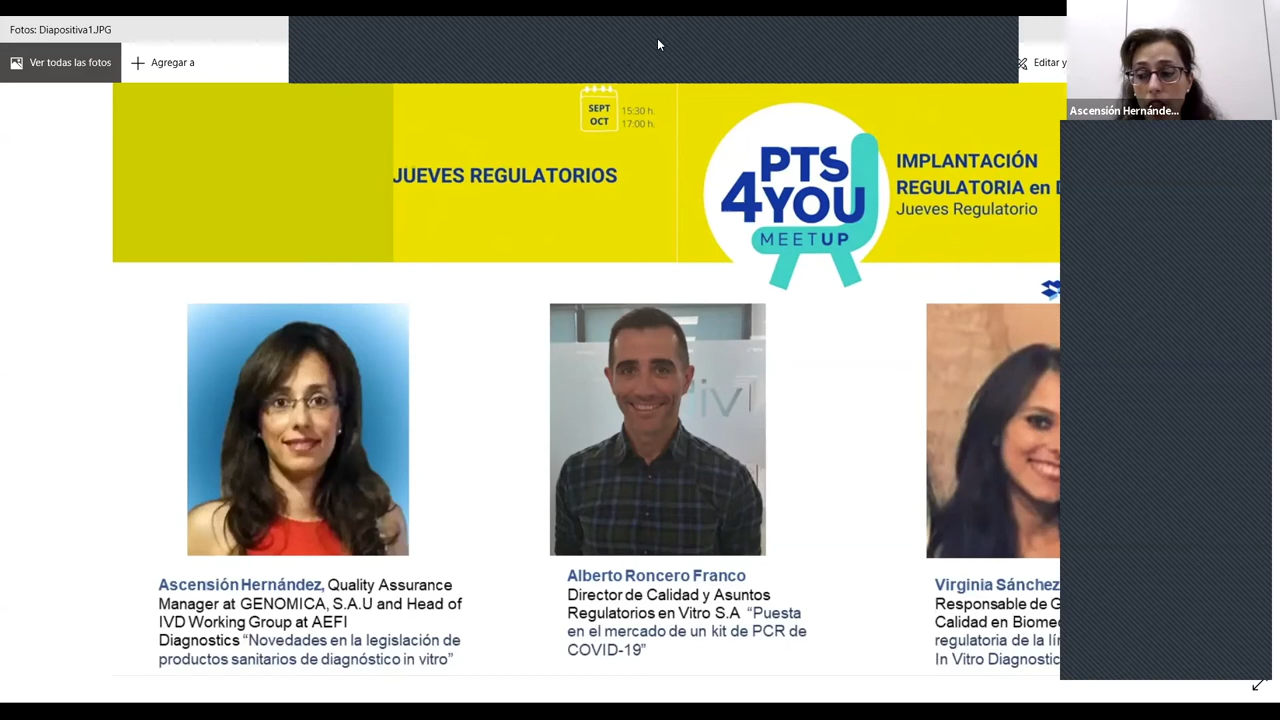 Fotos: Diapositiva1.JPG
Ver todas las fotos
Agregar a
Editar y
Ascensión Hernánde...
SEPT
OCT
15:30 h.
17:00 h.
JUEVES REGULATORIOS
PTS
4YOU
MEETUP
IMPLANTACIÓN
REGULATORIA en
Jueves Regulatorio
iv
Ascensión Hernández, Quality Assurance
Manager at GENOMICA, S.A.U and Head of
IVD Working Group at AEFI
Diagnostics “Novedades en la legislación de
productos sanitarios de diagnóstico in vitro”
Alberto Roncero Franco
Director de Calidad y Asuntos
Regulatorios en Vitro S.A “Puesta
en el mercado de un kit de PCR de
COVID-19”
Virginia Sánchez
Responsable de G
Calidad en Biomed
regulatoria de la lí
In Vitro Diagnostic